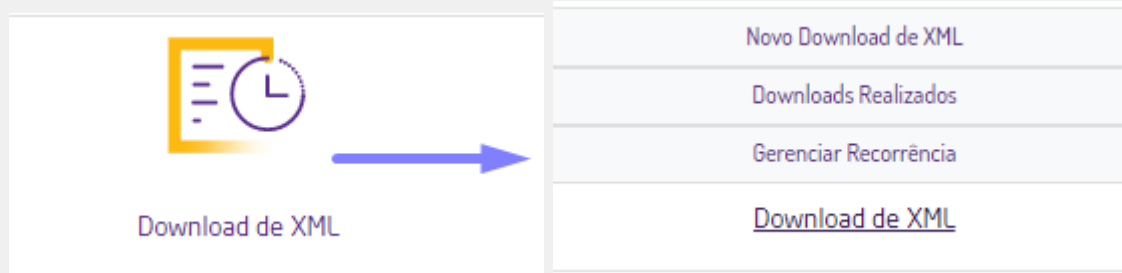 Download de XML
Novo Download de XML
Downloads Realizados
Gerenciar Recorrência
Download de XML